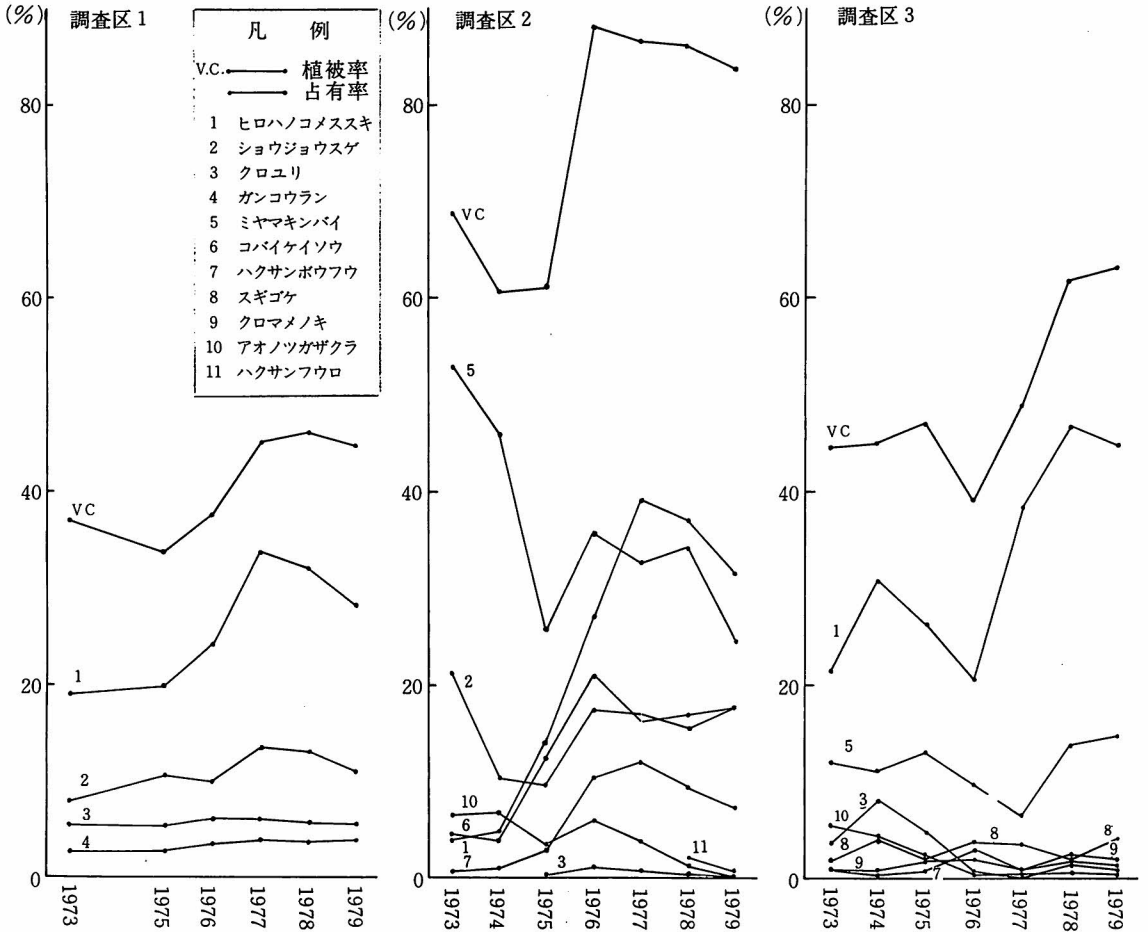 (%) 調査区1
凡 例
V.C. 植被率
占有率
1 ヒロハノコメススキ
2 ショウジョウスゲ
3 クロユリ
4 ガンコウラン
5 ミヤマキンバイ
6 コバイケイソウ
7 ハクサンボウフウ
8 スギゴケ
9 クロマメノキ
10 アオノツガザクラ
11 ハクサンフウロ
80
60
40
20
0
VC
1
2
3
4
1973 1975 1976 1977 1978 1979
(%) 調査区2
80
60
40
20
0
VC
5
2
10
6
1
7
3
11
1973 1974 1975 1976 1977 1978 1979
(%) 調査区3
80
60
40
20
0
VC
1
5
3
10
8
9
7
8
8
9
1973 1974 1975 1976 1977 1978 1979